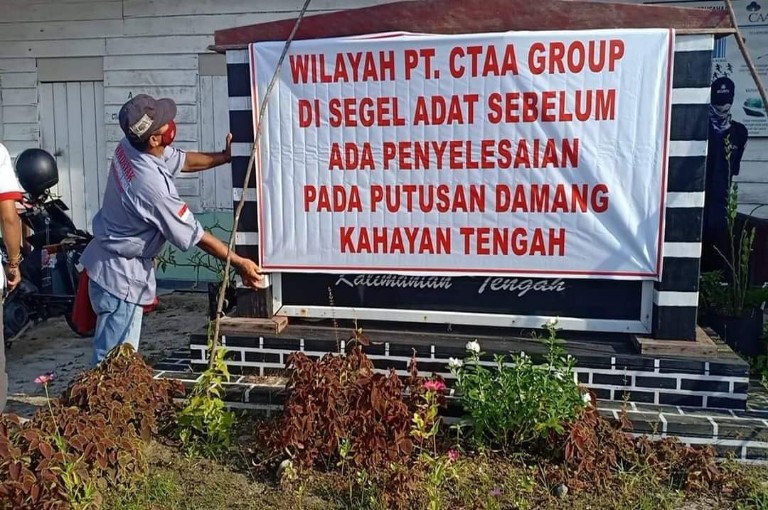 WILAYAH PT. CTAA GROUP
DI SEGEL ADAT SEBELUM
ADA PENYELESAIAN
PADA PUTUSAN DAMANG
KAHAYAN TENGAH
Kalimantan Tengah